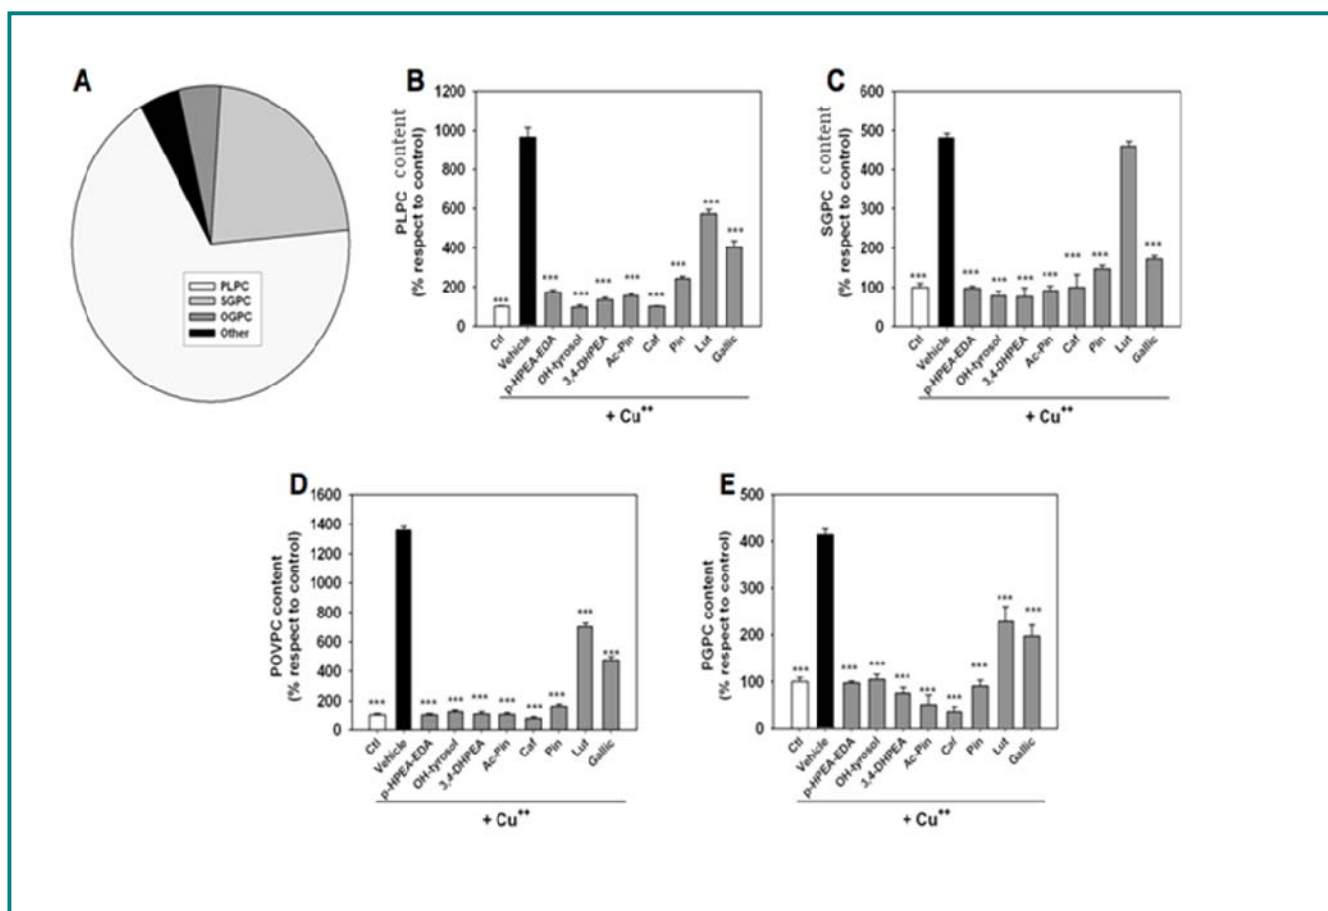 A
PLPC
SGPC
OGPC
Other
B
PLPC content
(% respect to control)
1200
1000
800
600
400
200
0
***
***
***
***
***
***
***
***
***
Ctl
Vehicle
p-HPEA-EDA
OH-tyrosol
3,4-DHPEA
Ac-Pin
Caf
Pin
Lut
Gallic
+ Cu++
C
SGPC content
(% respect to control)
600
500
400
300
200
100
0
***
***
***
***
***
***
***
***
Ctl
Vehicle
p-HPEA-EDA
OH-tyrosol
3,4-DHPEA
Ac-Pin
Caf
Pin
Lut
Gallic
+ Cu++
D
POVPC content
(% respect to control)
1600
1400
1200
1000
800
600
400
200
0
***
***
***
***
***
***
***
***
***
Ctl
Vehicle
p-HPEA-EDA
OH-tyrosol
3,4-DHPEA
Ac-Pin
Caf
Pin
Lut
Gallic
+ Cu++
E
PGPC content
(% respect to control)
500
400
300
200
100
0
***
***
***
***
***
***
***
***
***
Ctl
Vehicle
p-HPEA-EDA
OH-tyrosol
3,4-DHPEA
Ac-Pin
Caf
Pin
Lut
Gallic
+ Cu++